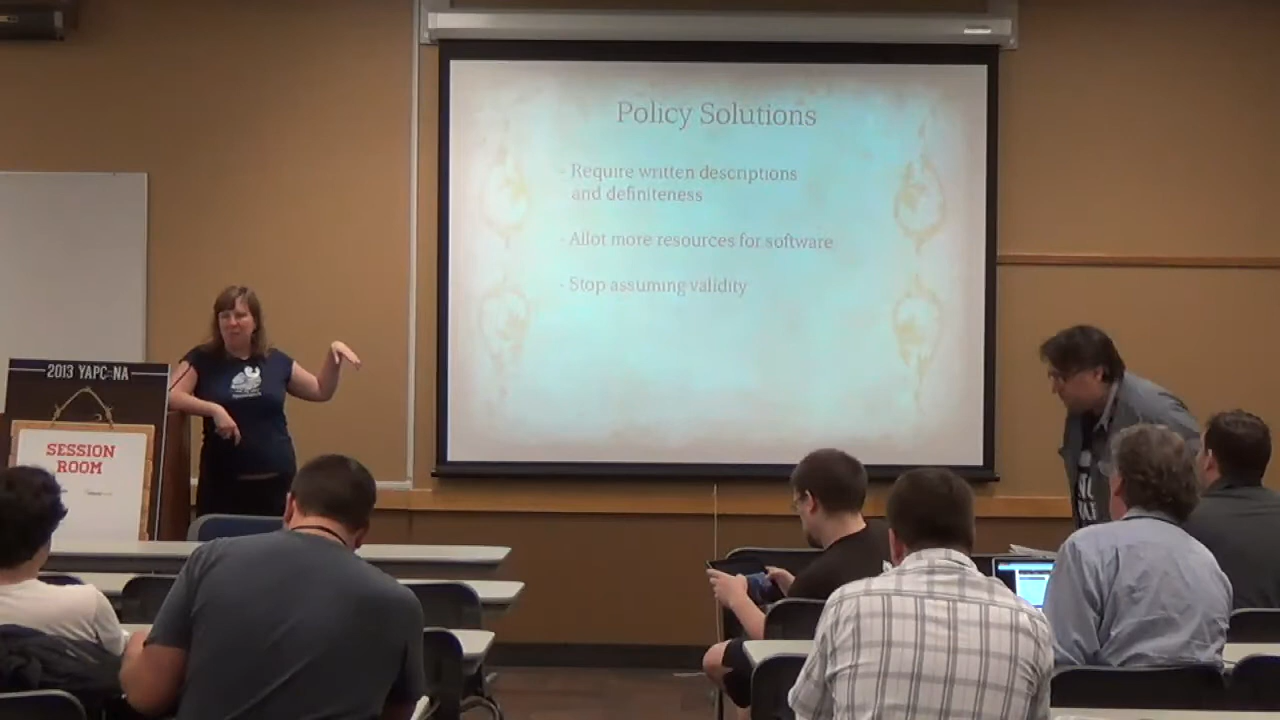 Policy Solutions
- Require written descriptions
and definiteness
- Allot more resources for software
- Stop assuming validity
2013 YAPC::NA
SESSION
ROOM